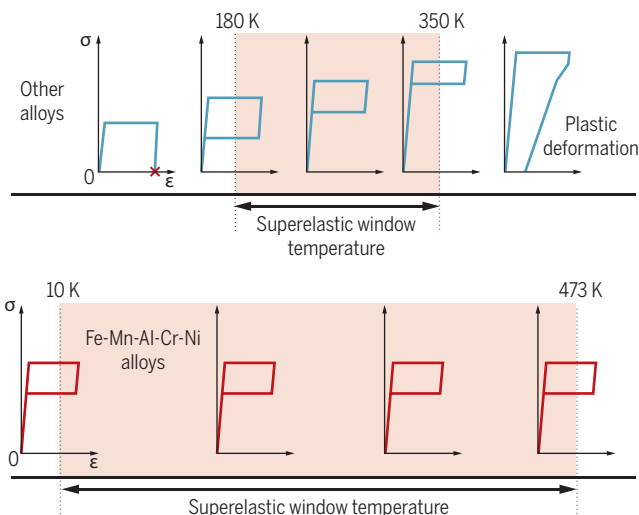 180 K
350 K
σ
Other
alloys
Plastic
deformation
0
ε
Superelastic window
temperature
10 K
473 K
σ
Fe-Mn-Al-Cr-Ni
alloys
0
ε
Superelastic window temperature